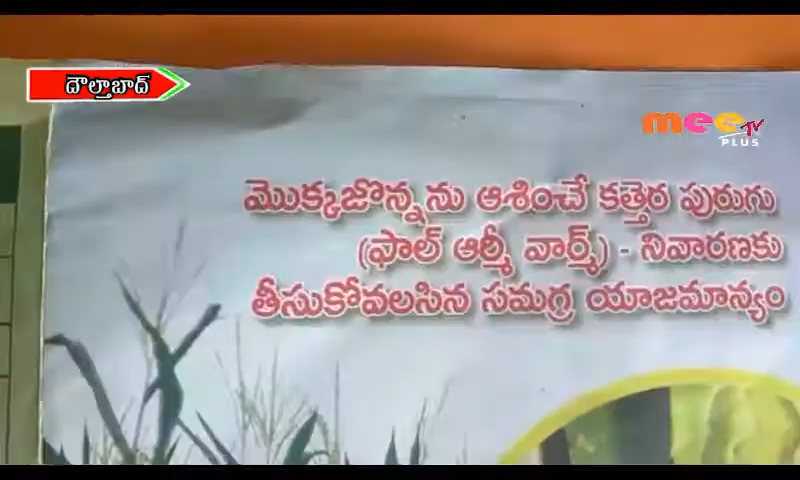 దౌల్తాబాద్
mee TV
PLUS
మొక్కజొన్నను ఆశించే కత్తెర పురుగు
(ఫాల్ ఆర్మీ వార్మ్) - నివారణకు
తీసుకోవలసిన సమగ్ర యాజమాన్యం